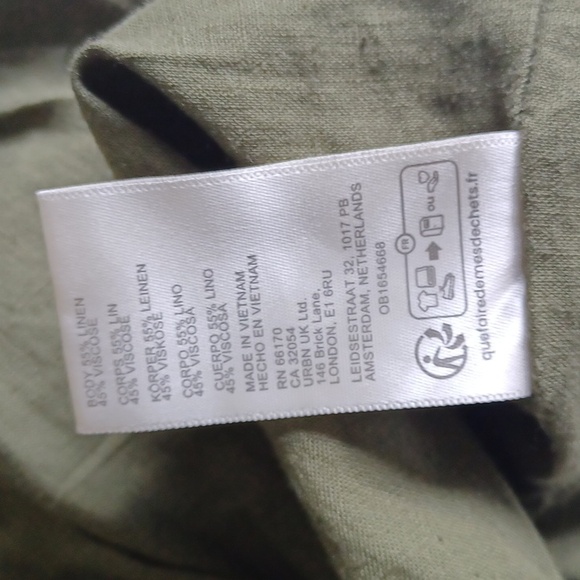 BODY 55% LINEN
45% VISCOSE
CORPS 55% LIN
45% VISCOSE
KÖRPER 55% LEINEN
45% VISKOSE
CORPO 55% LINO
45% VISCOSA
CUERPO 55% LINO
45% VISCOSA
MADE IN VIETNAM
HECHO EN VIETNAM
RN 66170
CA 32054
URBN UK Ltd.
146 Brick Lane,
LONDON, E1 6RU
LEIDSESTRAAT 32, 1017 PB
AMSTERDAM, NETHERLANDS
OB1654668
FR
ou
quefairedemesdechets.fr